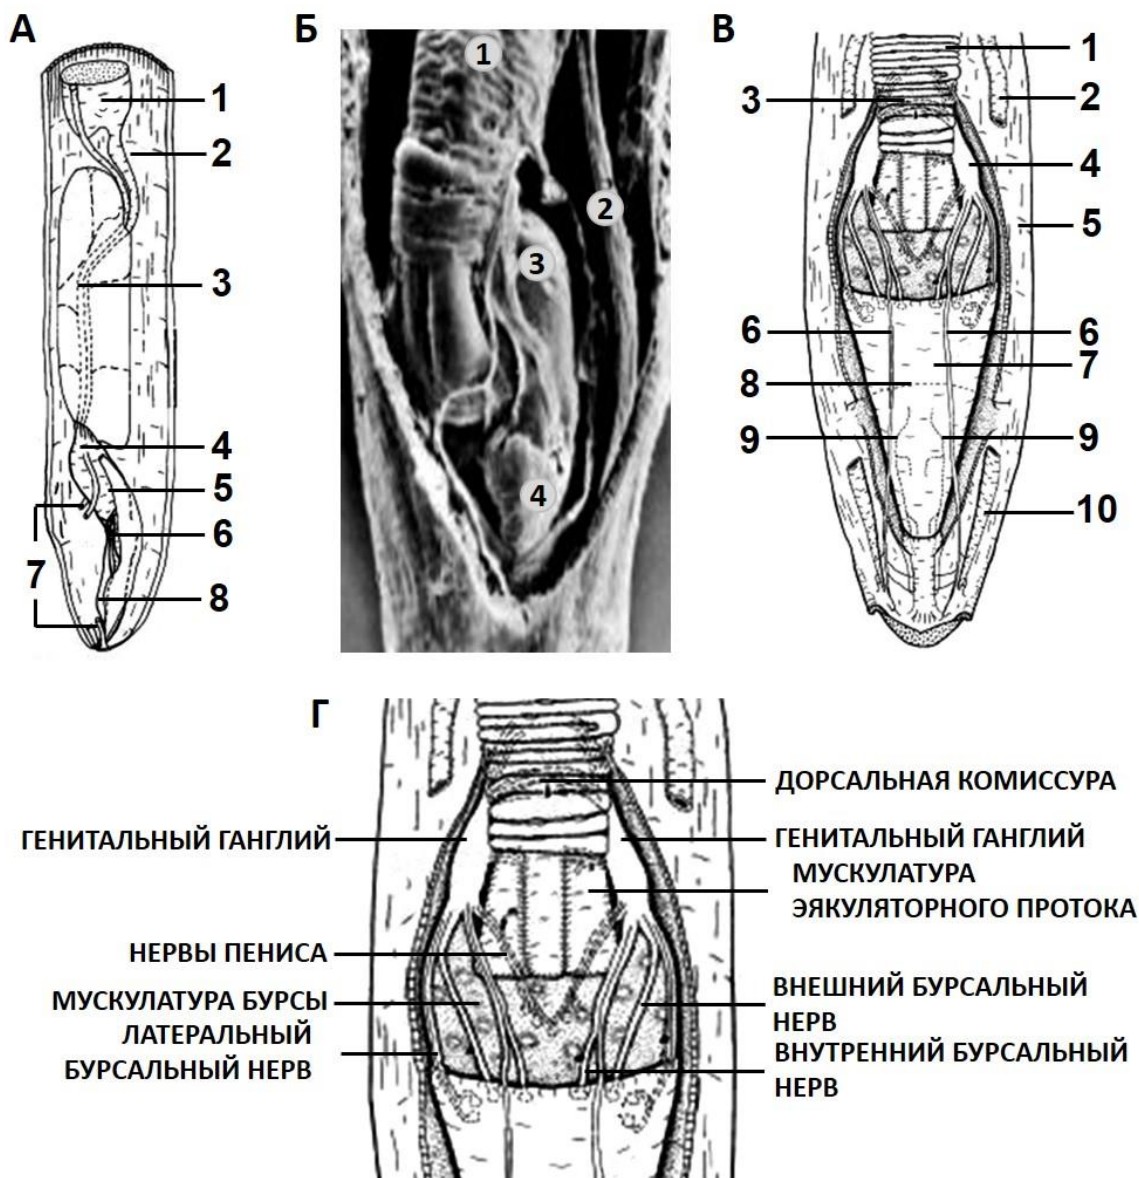 А
1
2
3
4
5
6
7
8
Б
1
2
3
4
В
1
2
3
4
5
6
6
7
8
9
9
10
Г
ДОРСАЛЬНАЯ КОМИССУРА
ГЕНИТАЛЬНЫЙ ГАНГЛИЙ
ГЕНИТАЛЬНЫЙ ГАНГЛИЙ
МУСКУЛАТУРА
ЭЯКУЛЯТОРНОГО ПРОТОКА
НЕРВЫ ПЕНИСА
МУСКУЛАТУРА БУРСЫ
ЛАТЕРАЛЬНЫЙ
БУРСАЛЬНЫЙ НЕРВ
ВНЕШНИЙ БУРСАЛЬНЫЙ
НЕРВ
ВНУТРЕННИЙ БУРСАЛЬНЫЙ
НЕРВ